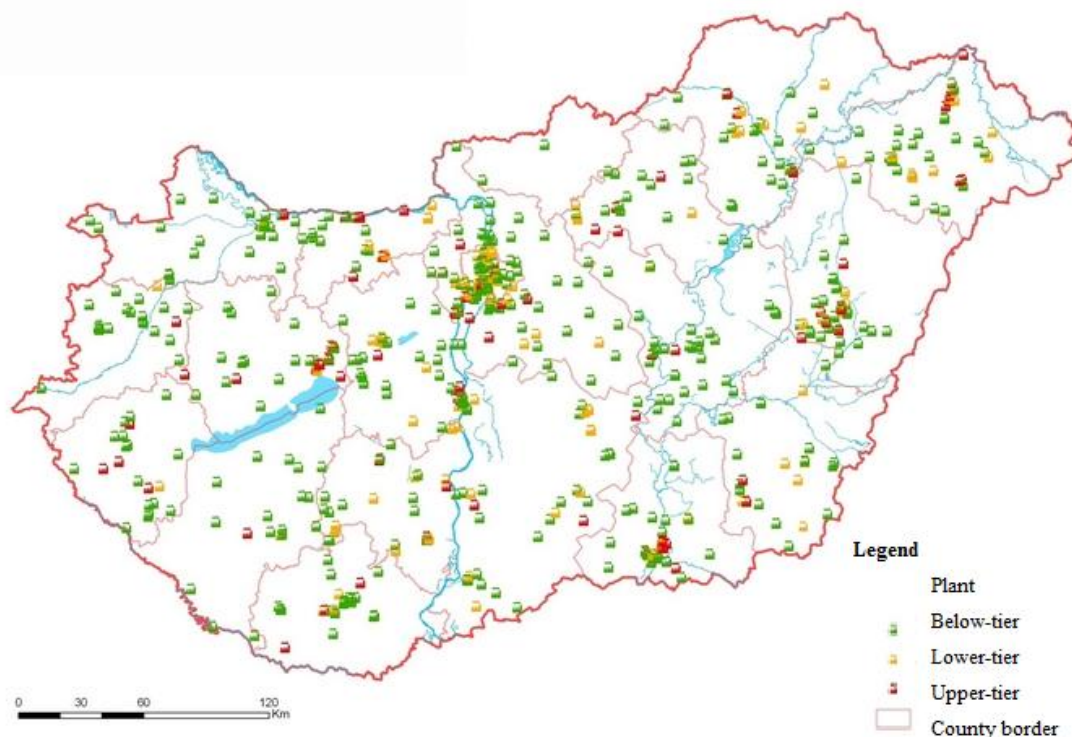 Legend
Plant
Below-tier
Lower-tier
Upper-tier
County border
0 30 60 120
Km